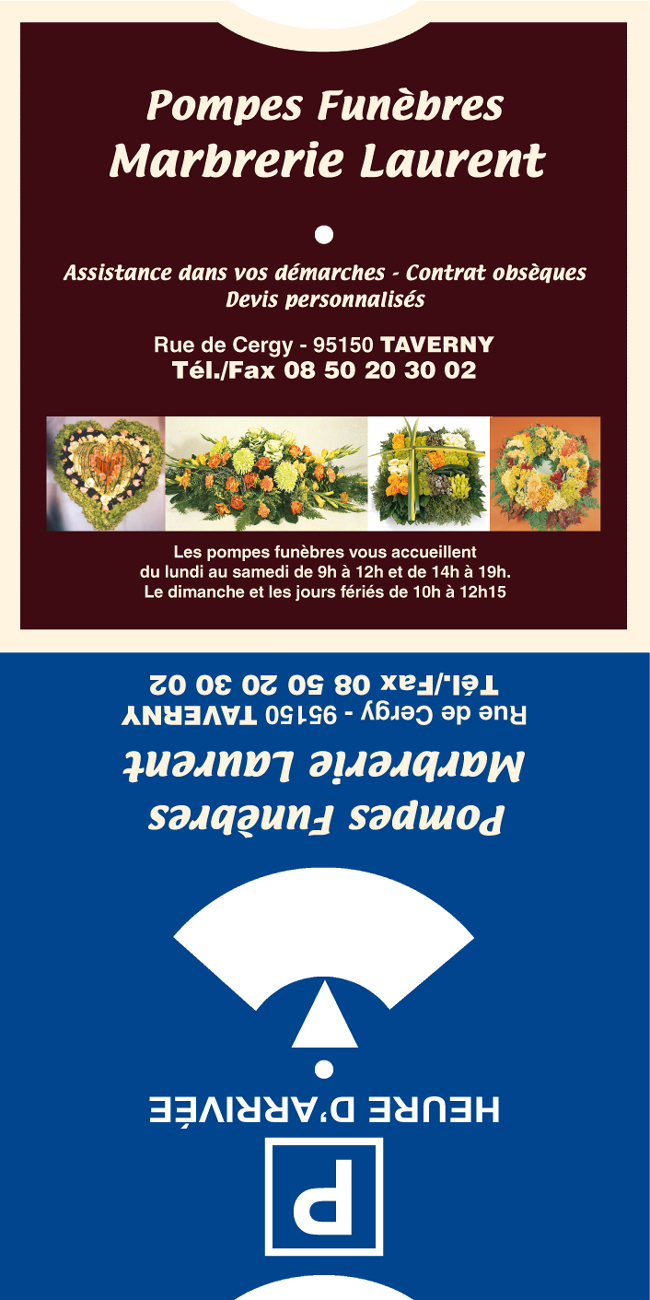 Pompes Funèbres
Marbrerie Laurent
Assistance dans vos démarches - Contrat obsèques
Devis personnalisés
Rue de Cergy - 95150 TAVERNY
Tél./Fax 08 50 20 30 02
Les pompes funèbres vous accueillent
du lundi au samedi de 9h à 12h et de 14h à 19h.
Le dimanche et les jours fériés de 10h à 12h15
P
HEURE D'ARRIVÉE
Pompes Funèbres
Marbrerie Laurent
Rue de Cergy - 95150 TAVERNY
Tél./Fax 08 50 20 30 02